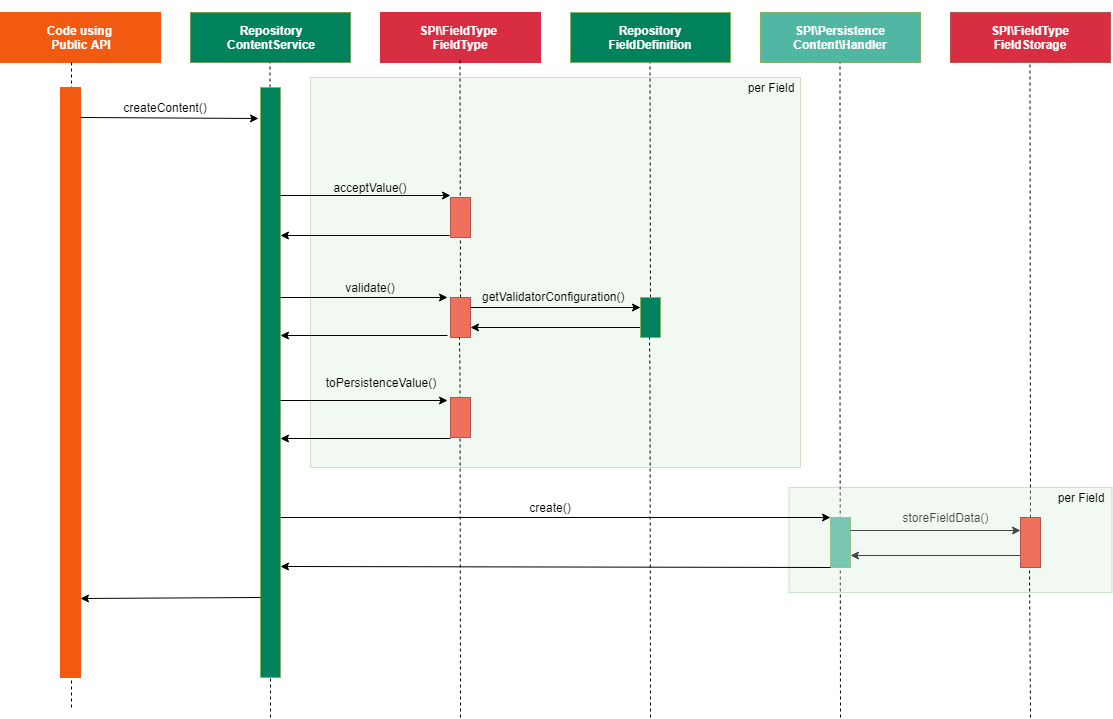 Code using
Public API
Repository
ContentService
SPI\FieldType
FieldType
Repository
FieldDefinition
SPI\Persistence
Content\Handler
SPI\FieldType
FieldStorage
per Field
createContent()
acceptValue()
validate()
getValidatorConfiguration()
toPersistenceValue()
per Field
create()
storeFieldData()